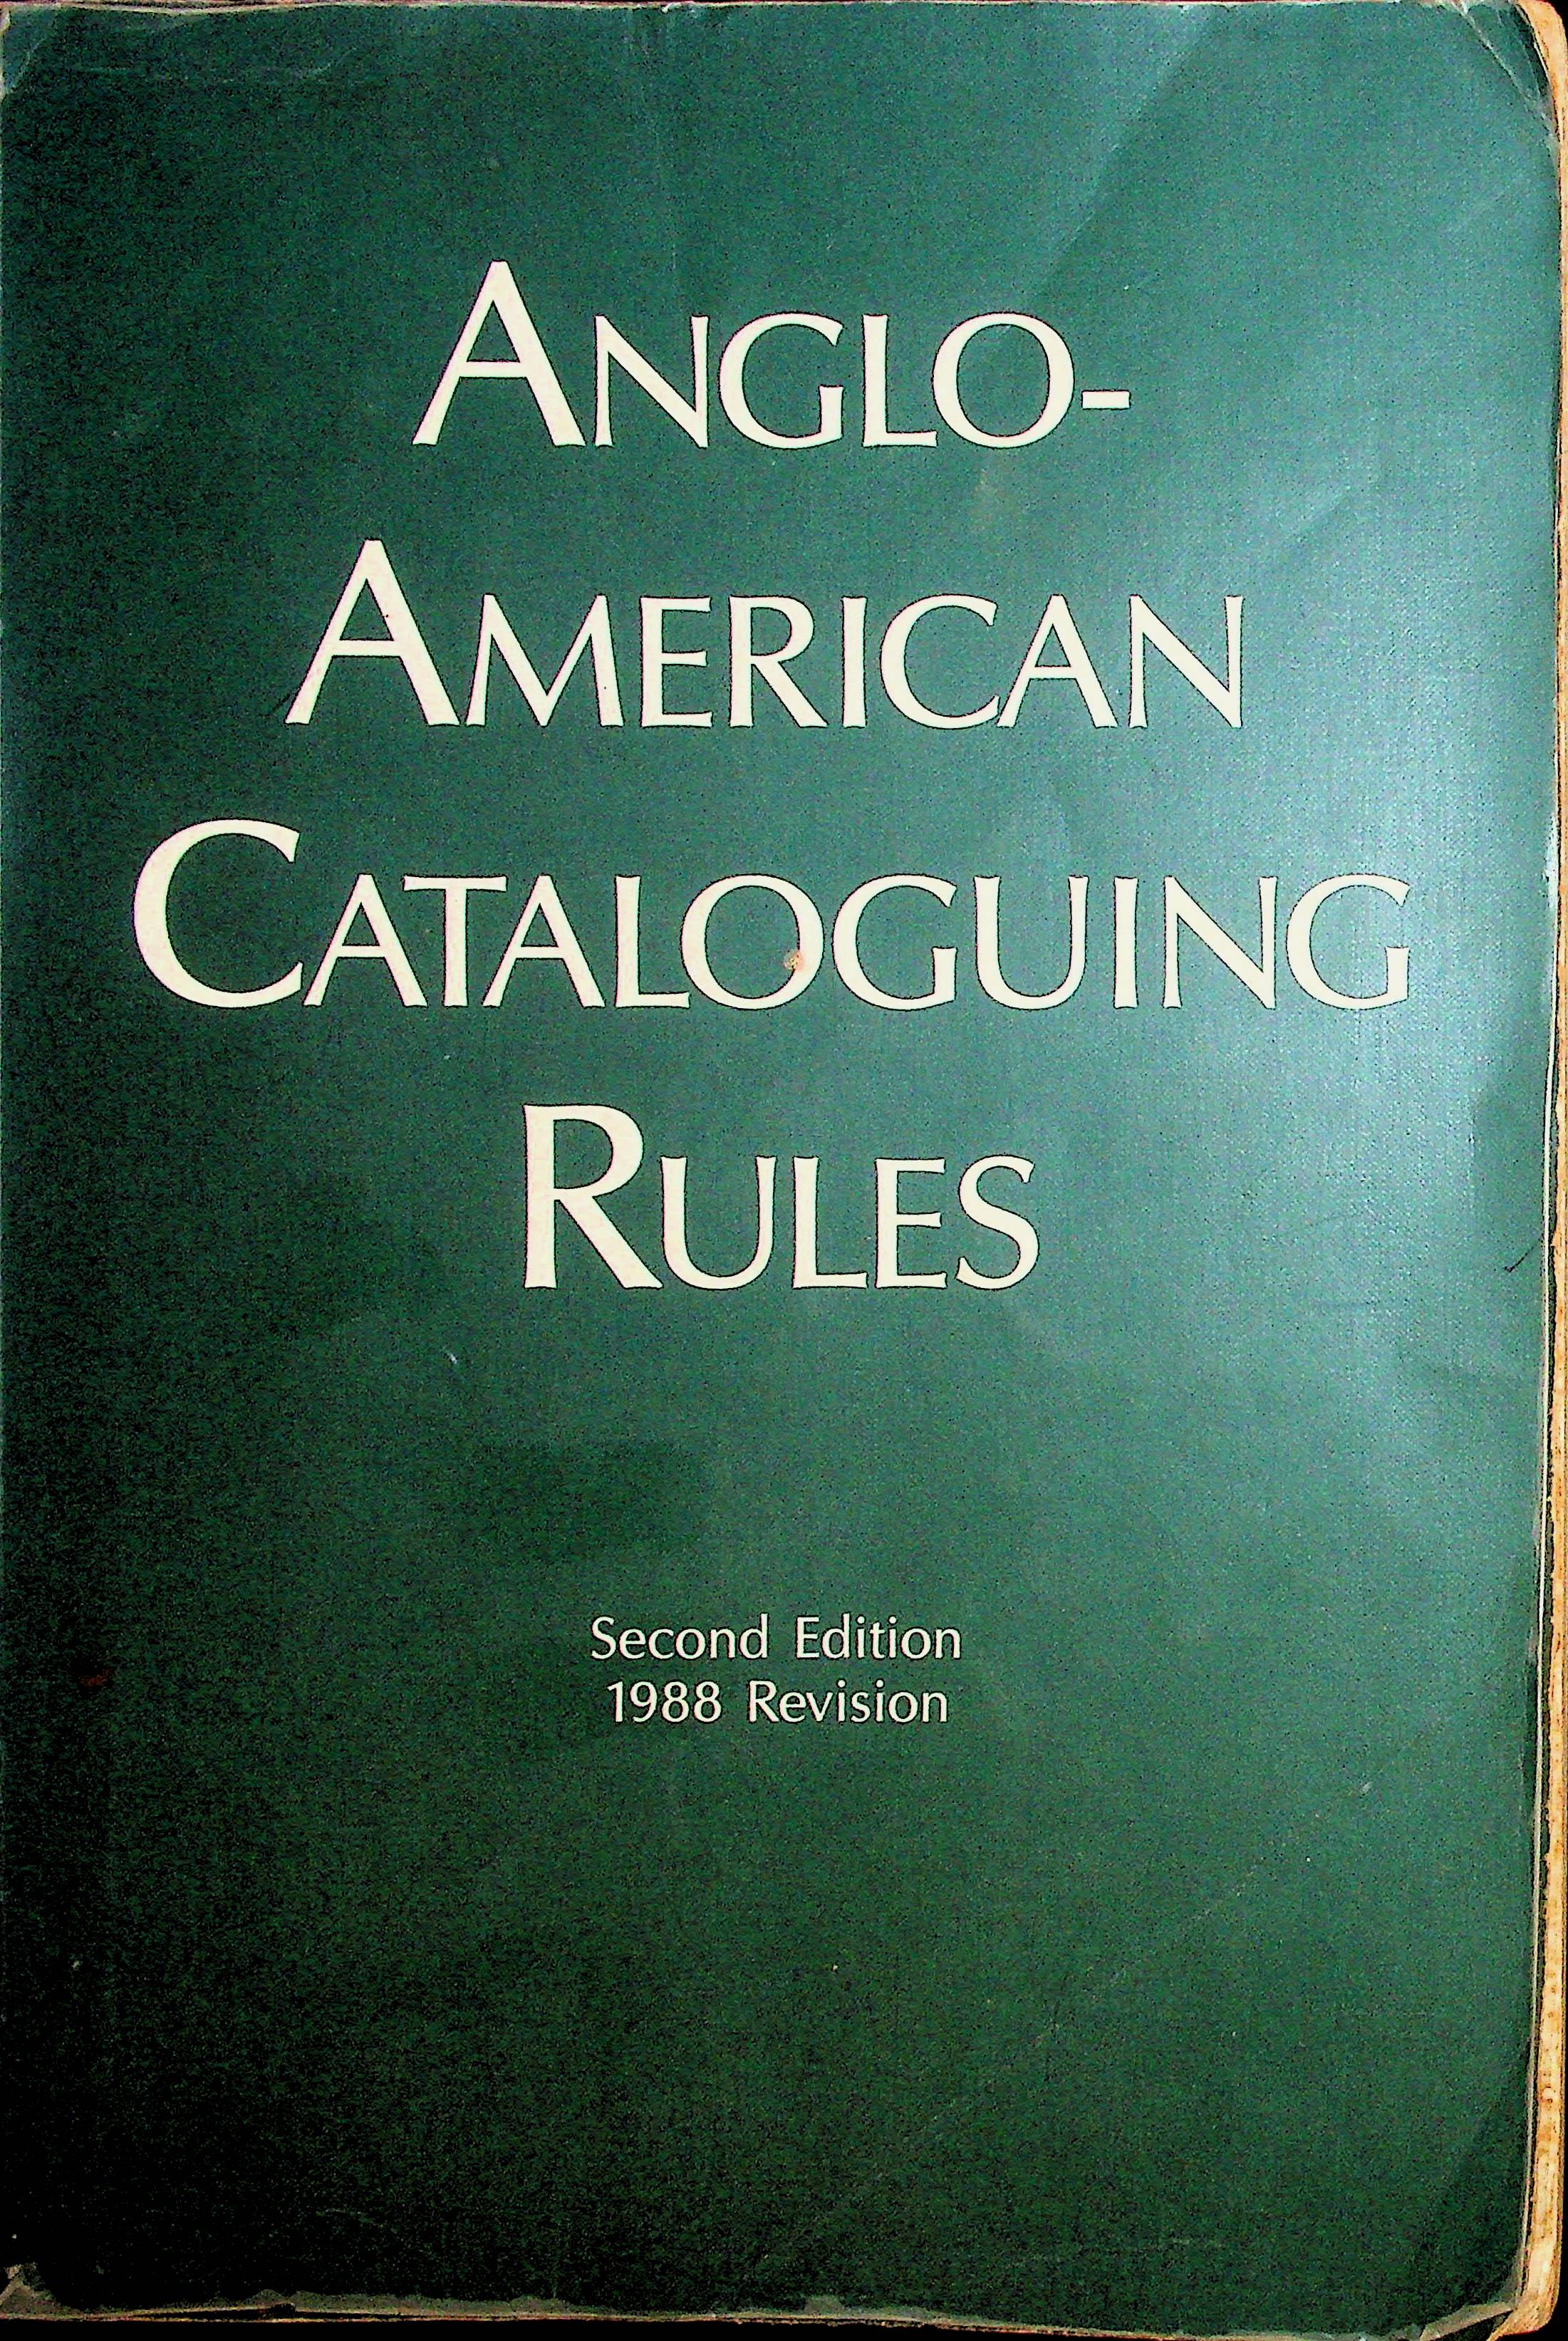 ANGLO-
AMERICAN
CATALOGUING
RULES
Second Edition
1988 Revision